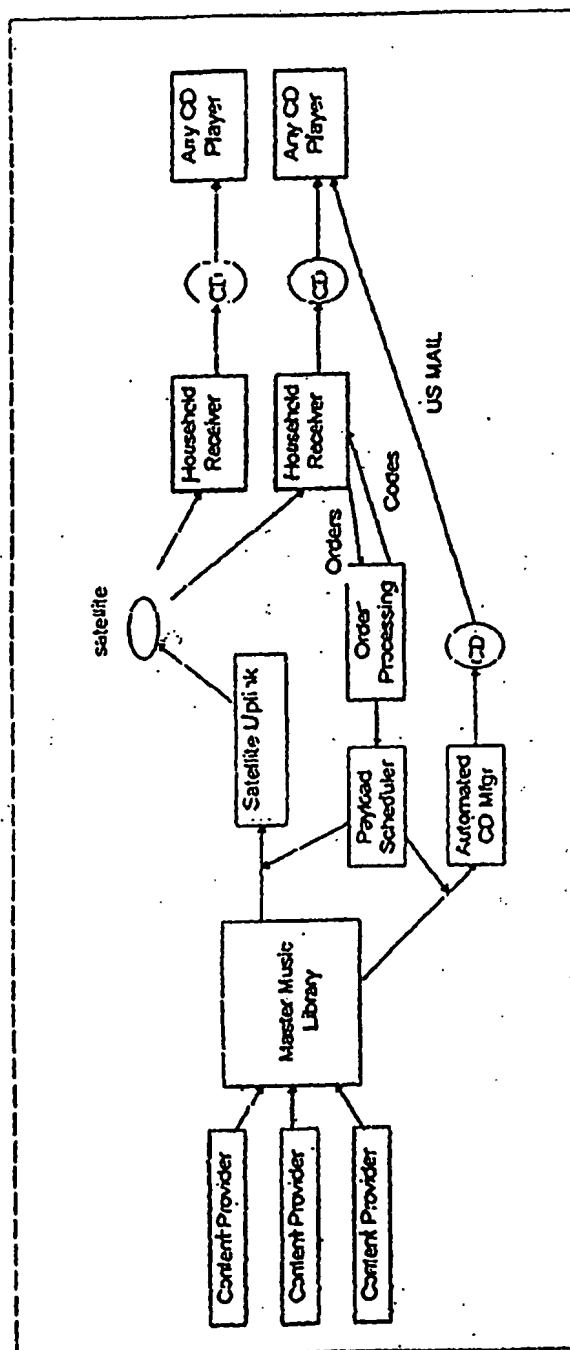 Content Provider
Content Provider
Content Provider
Master Music
Library
Satellite Uplink
satellite
Payload
Scheduler
Order
Processing
Orders
Codes
Automated
CD Mfgr
CD
US MAIL
Household
Receiver
Household
Receiver
CD
CD
Any CD
Player
Any CD
Player